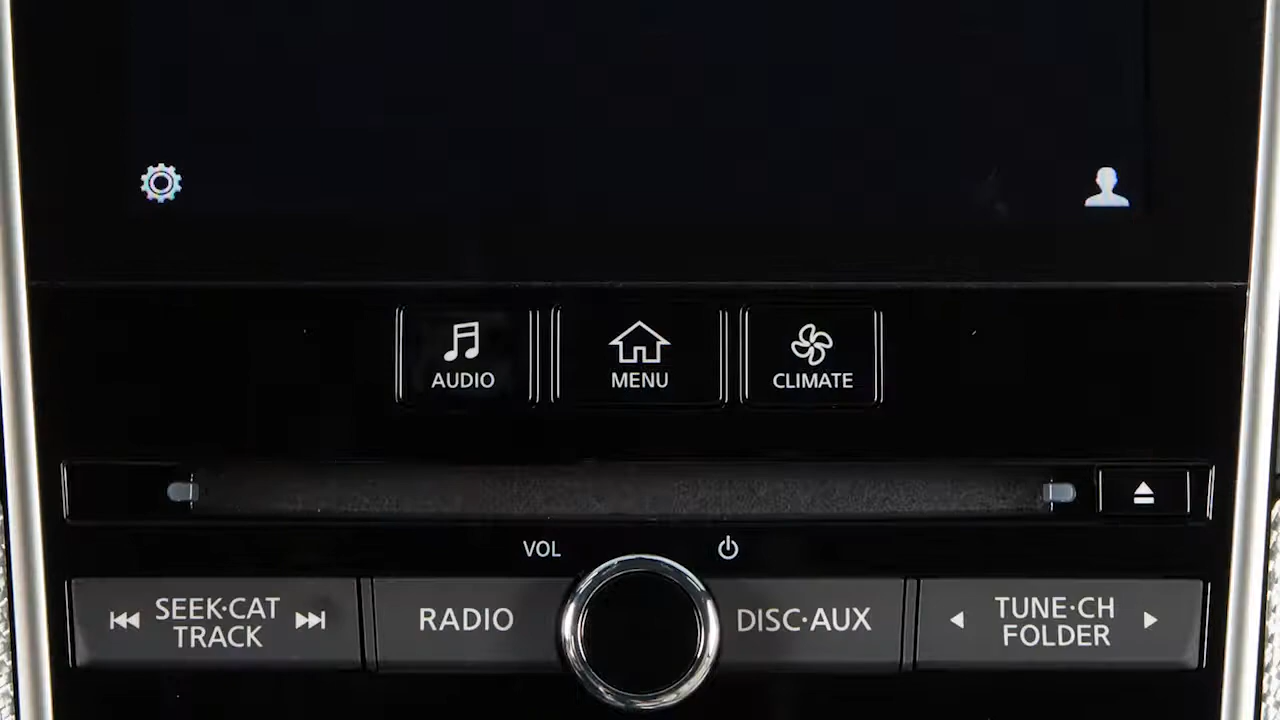 AUDIO
MENU
CLIMATE
VOL
SEEK·CAT
TRACK
RADIO
DISC·AUX
TUNE·CH
FOLDER